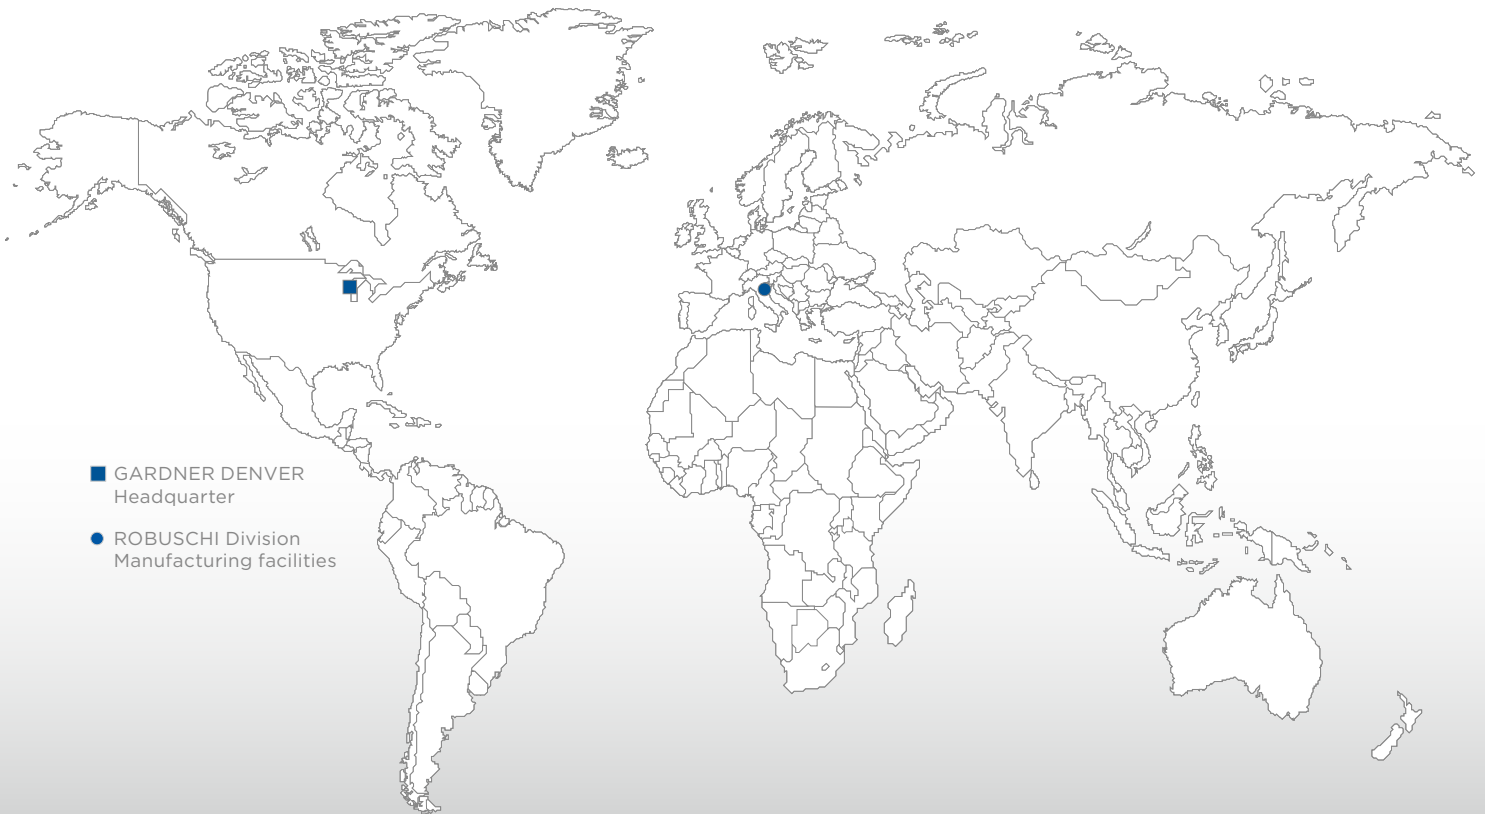 GARDNER DENVER
Headquarter
ROBUSCHI Division
Manufacturing facilities